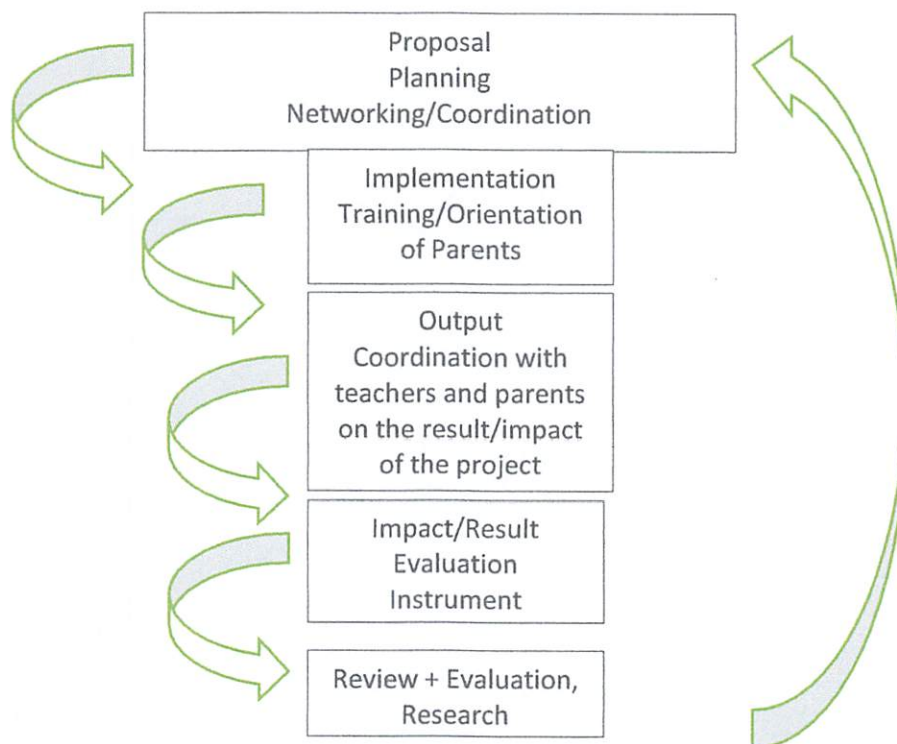 Proposal
Planning
Networking/Coordination
Implementation
Training/Orientation
of Parents
Output
Coordination with
teachers and parents
on the result/impact
of the project
Impact/Result
Evaluation
Instrument
Review + Evaluation,
Research